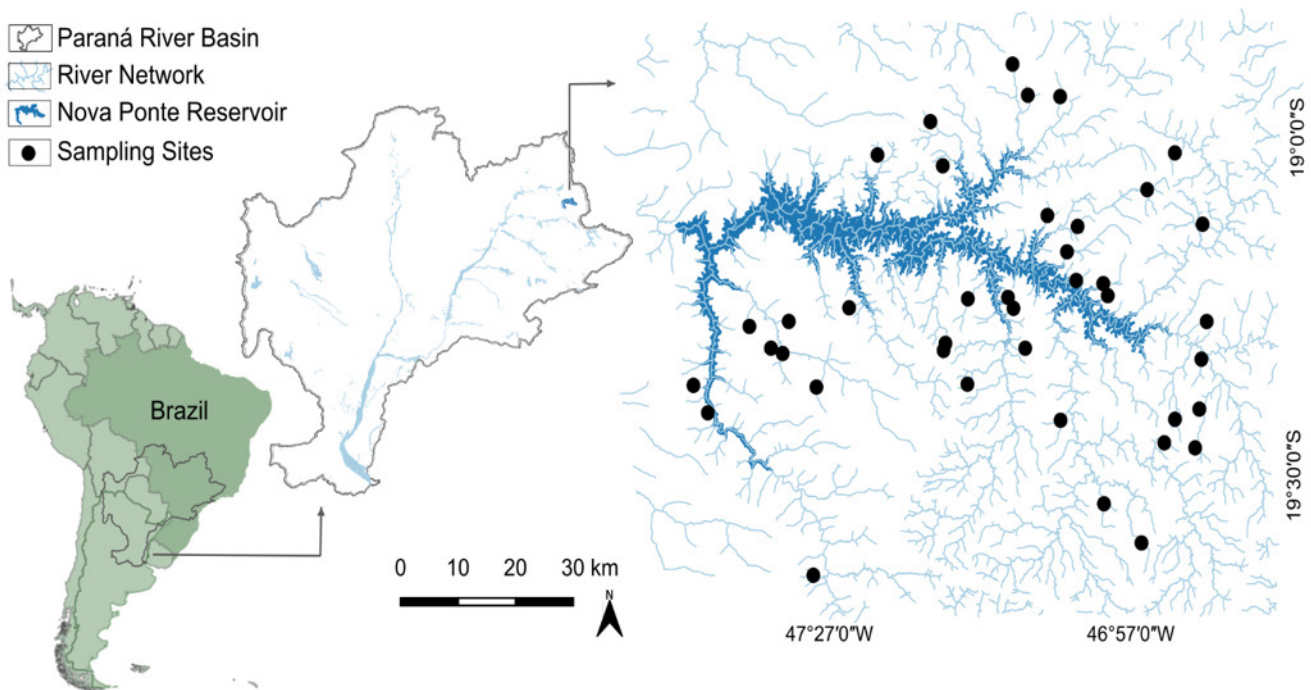 Paraná River Basin
River Network
Nova Ponte Reservoir
Sampling Sites
Brazil
0 10 20 30 km
N
19°0'0"S
19°30'0"S
47°27'0"W
46°57'0"W